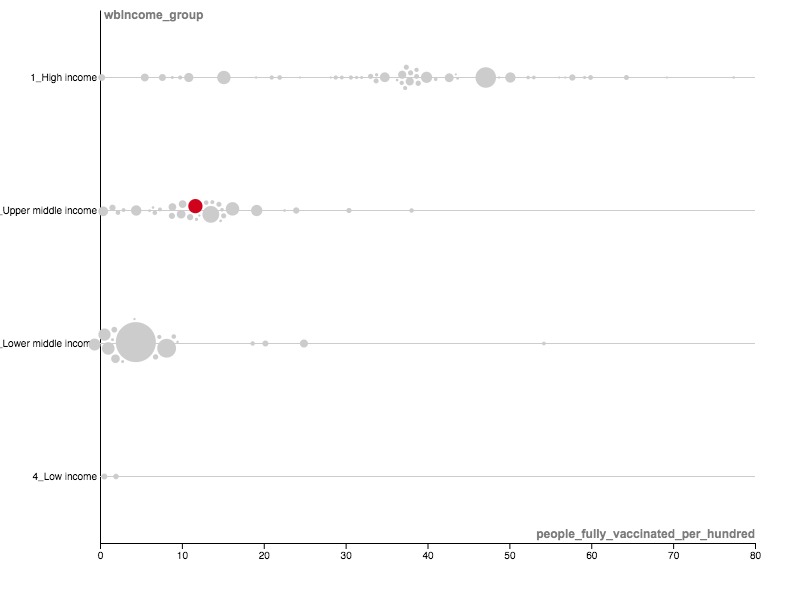 wbincome_group
1_High income
_Upper middle income
_Lower middle incom
4_Low income
people_fully_vaccinated_per_hundred
0 10 20 30 40 50 60 70 80